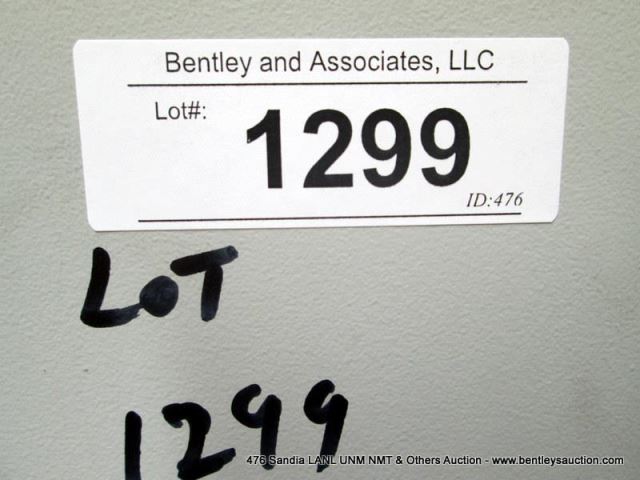 Bentley and Associates, LLC
Lot#:
1299
ID:476
LOT
1299
476 Sandia LANL UNM NMT & Others Auction - www.bentleysauction.com